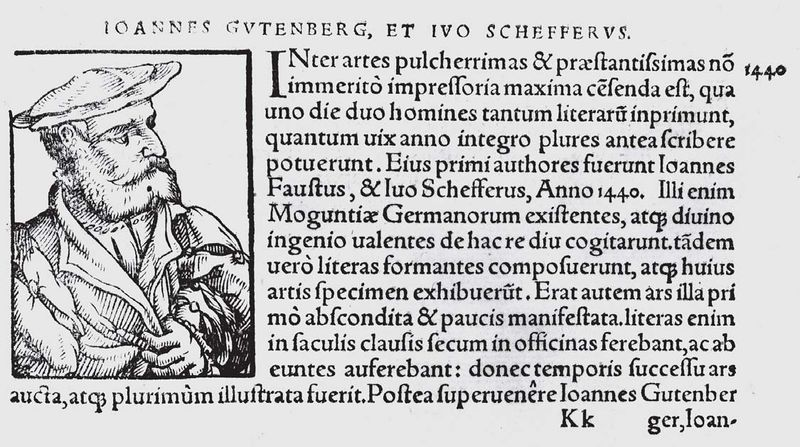 IOANNES GVTENBERG, ET IVO SCHEFFERVS.
INter artes pulcherrimas & præstantissimas nō 1440
immeritò impressoria maxima cēsenda est, qua
uno die duo homines tantum literarū inprimunt,
quantum uix anno integro plures antea scribere
potuerunt. Eius primi authores fuerunt Ioannes
Faustus, & Iuo Schefferus, Anno 1440. Illi enim
Moguntiæ Germanorum existentes, atq; diuino
ingenio ualentes de hac re diu cogitarunt. tādem
uerò literas formantes composuerunt, atq; huius
artis specimen exhibuerūt. Erat autem ars illa pri
mò abscondita & paucis manifestata. literas enim
in saculis clausis secum in officinas ferebant, ac ab
euntes auferebant: donec temporis successu ars
aucta, atq; plurimùm illustrata fuerit. Postea superuenêre Ioannes Gutenber
Kk ger, Ioan-